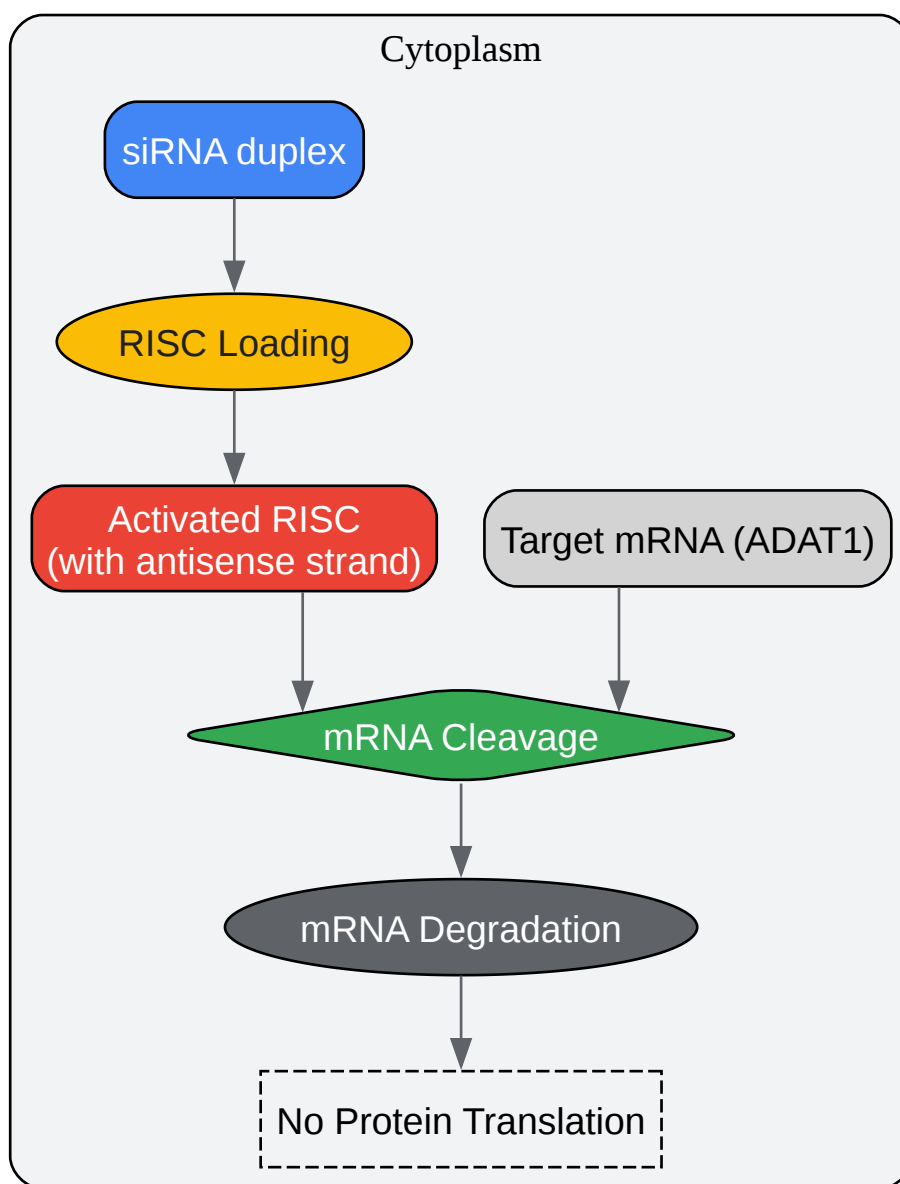 Cytoplasm
siRNA duplex
RISC Loading
Activated RISC
(with antisense strand)
Target mRNA (ADAT1)
mRNA Cleavage
mRNA Degradation
No Protein Translation